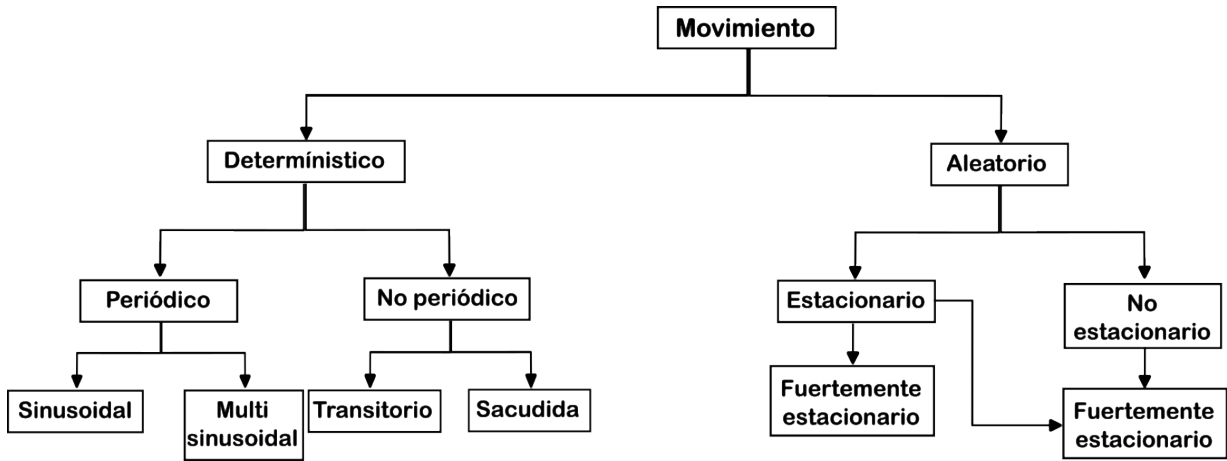 Movimiento
Determínistico
Aleatorio
Periódico
No periódico
Estacionario
No
estacionario
Sinusoidal
Multi
sinusoidal
Transitorio
Sacudida
Fuertemente
estacionario
Fuertemente
estacionario